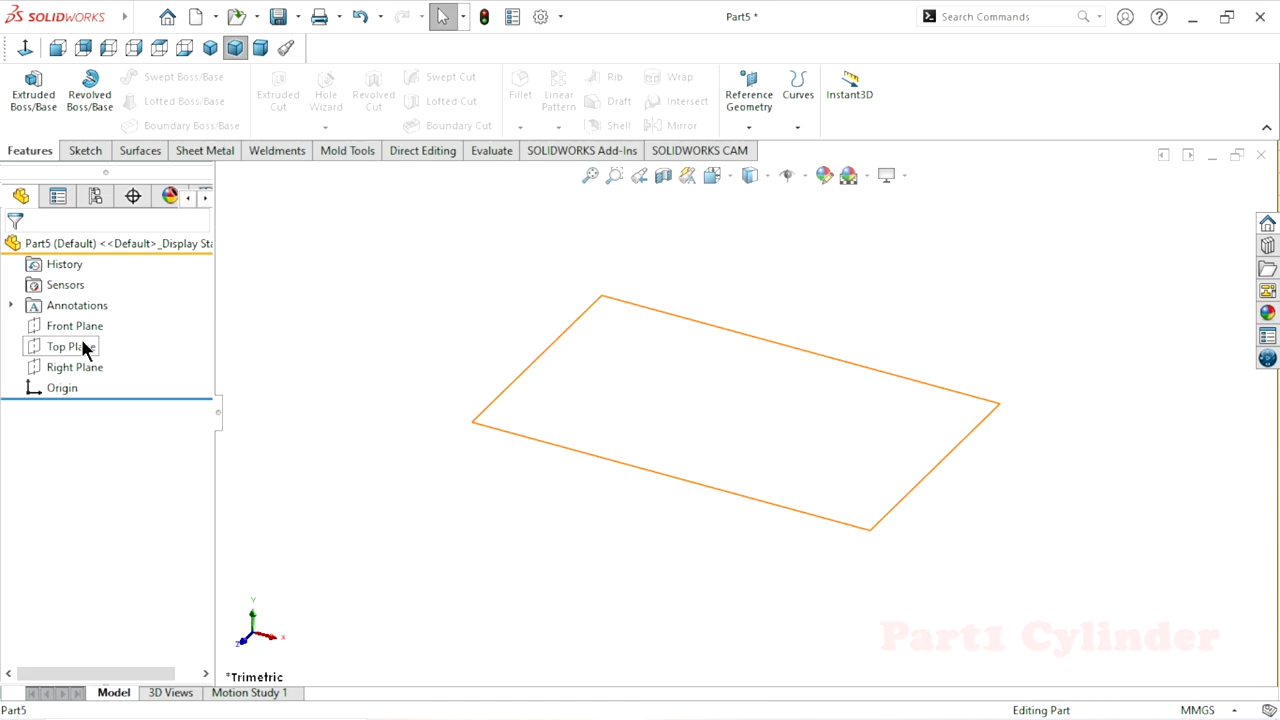 SOLIDWORKS
Part5 *
Search Commands
Extruded Boss/Base
Revolved Boss/Base
Swept Boss/Base
Lofted Boss/Base
Boundary Boss/Base
Extruded Cut
Hole Wizard
Revolved Cut
Swept Cut
Lofted Cut
Boundary Cut
Fillet
Linear Pattern
Rib
Draft
Shell
Wrap
Intersect
Mirror
Reference Geometry
Curves
Instant3D
Features
Sketch
Surfaces
Sheet Metal
Weldments
Mold Tools
Direct Editing
Evaluate
SOLIDWORKS Add-Ins
SOLIDWORKS CAM
Part5 (Default) <<Default>_Display Sta
History
Sensors
Annotations
Front Plane
Top Plane
Right Plane
Origin
Y
X
Z
*Trimetric
Part1 Cylinder
Model
3D Views
Motion Study 1
Part5
Editing Part
MMGS